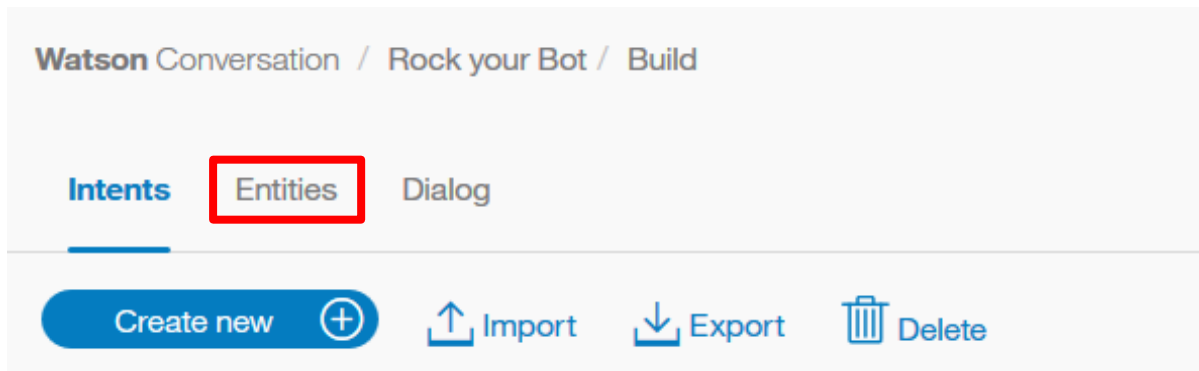 Watson Conversation / Rock your Bot / Build
Intents Entities Dialog
Create new Import Export Delete